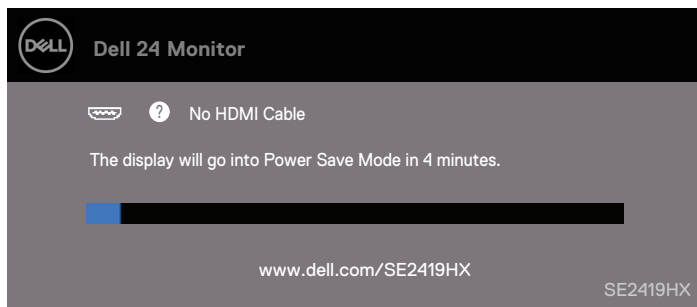 DELL
Dell 24 Monitor
? No HDMI Cable
The display will go into Power Save Mode in 4 minutes.
www.dell.com/SE2419HX
SE2419HX